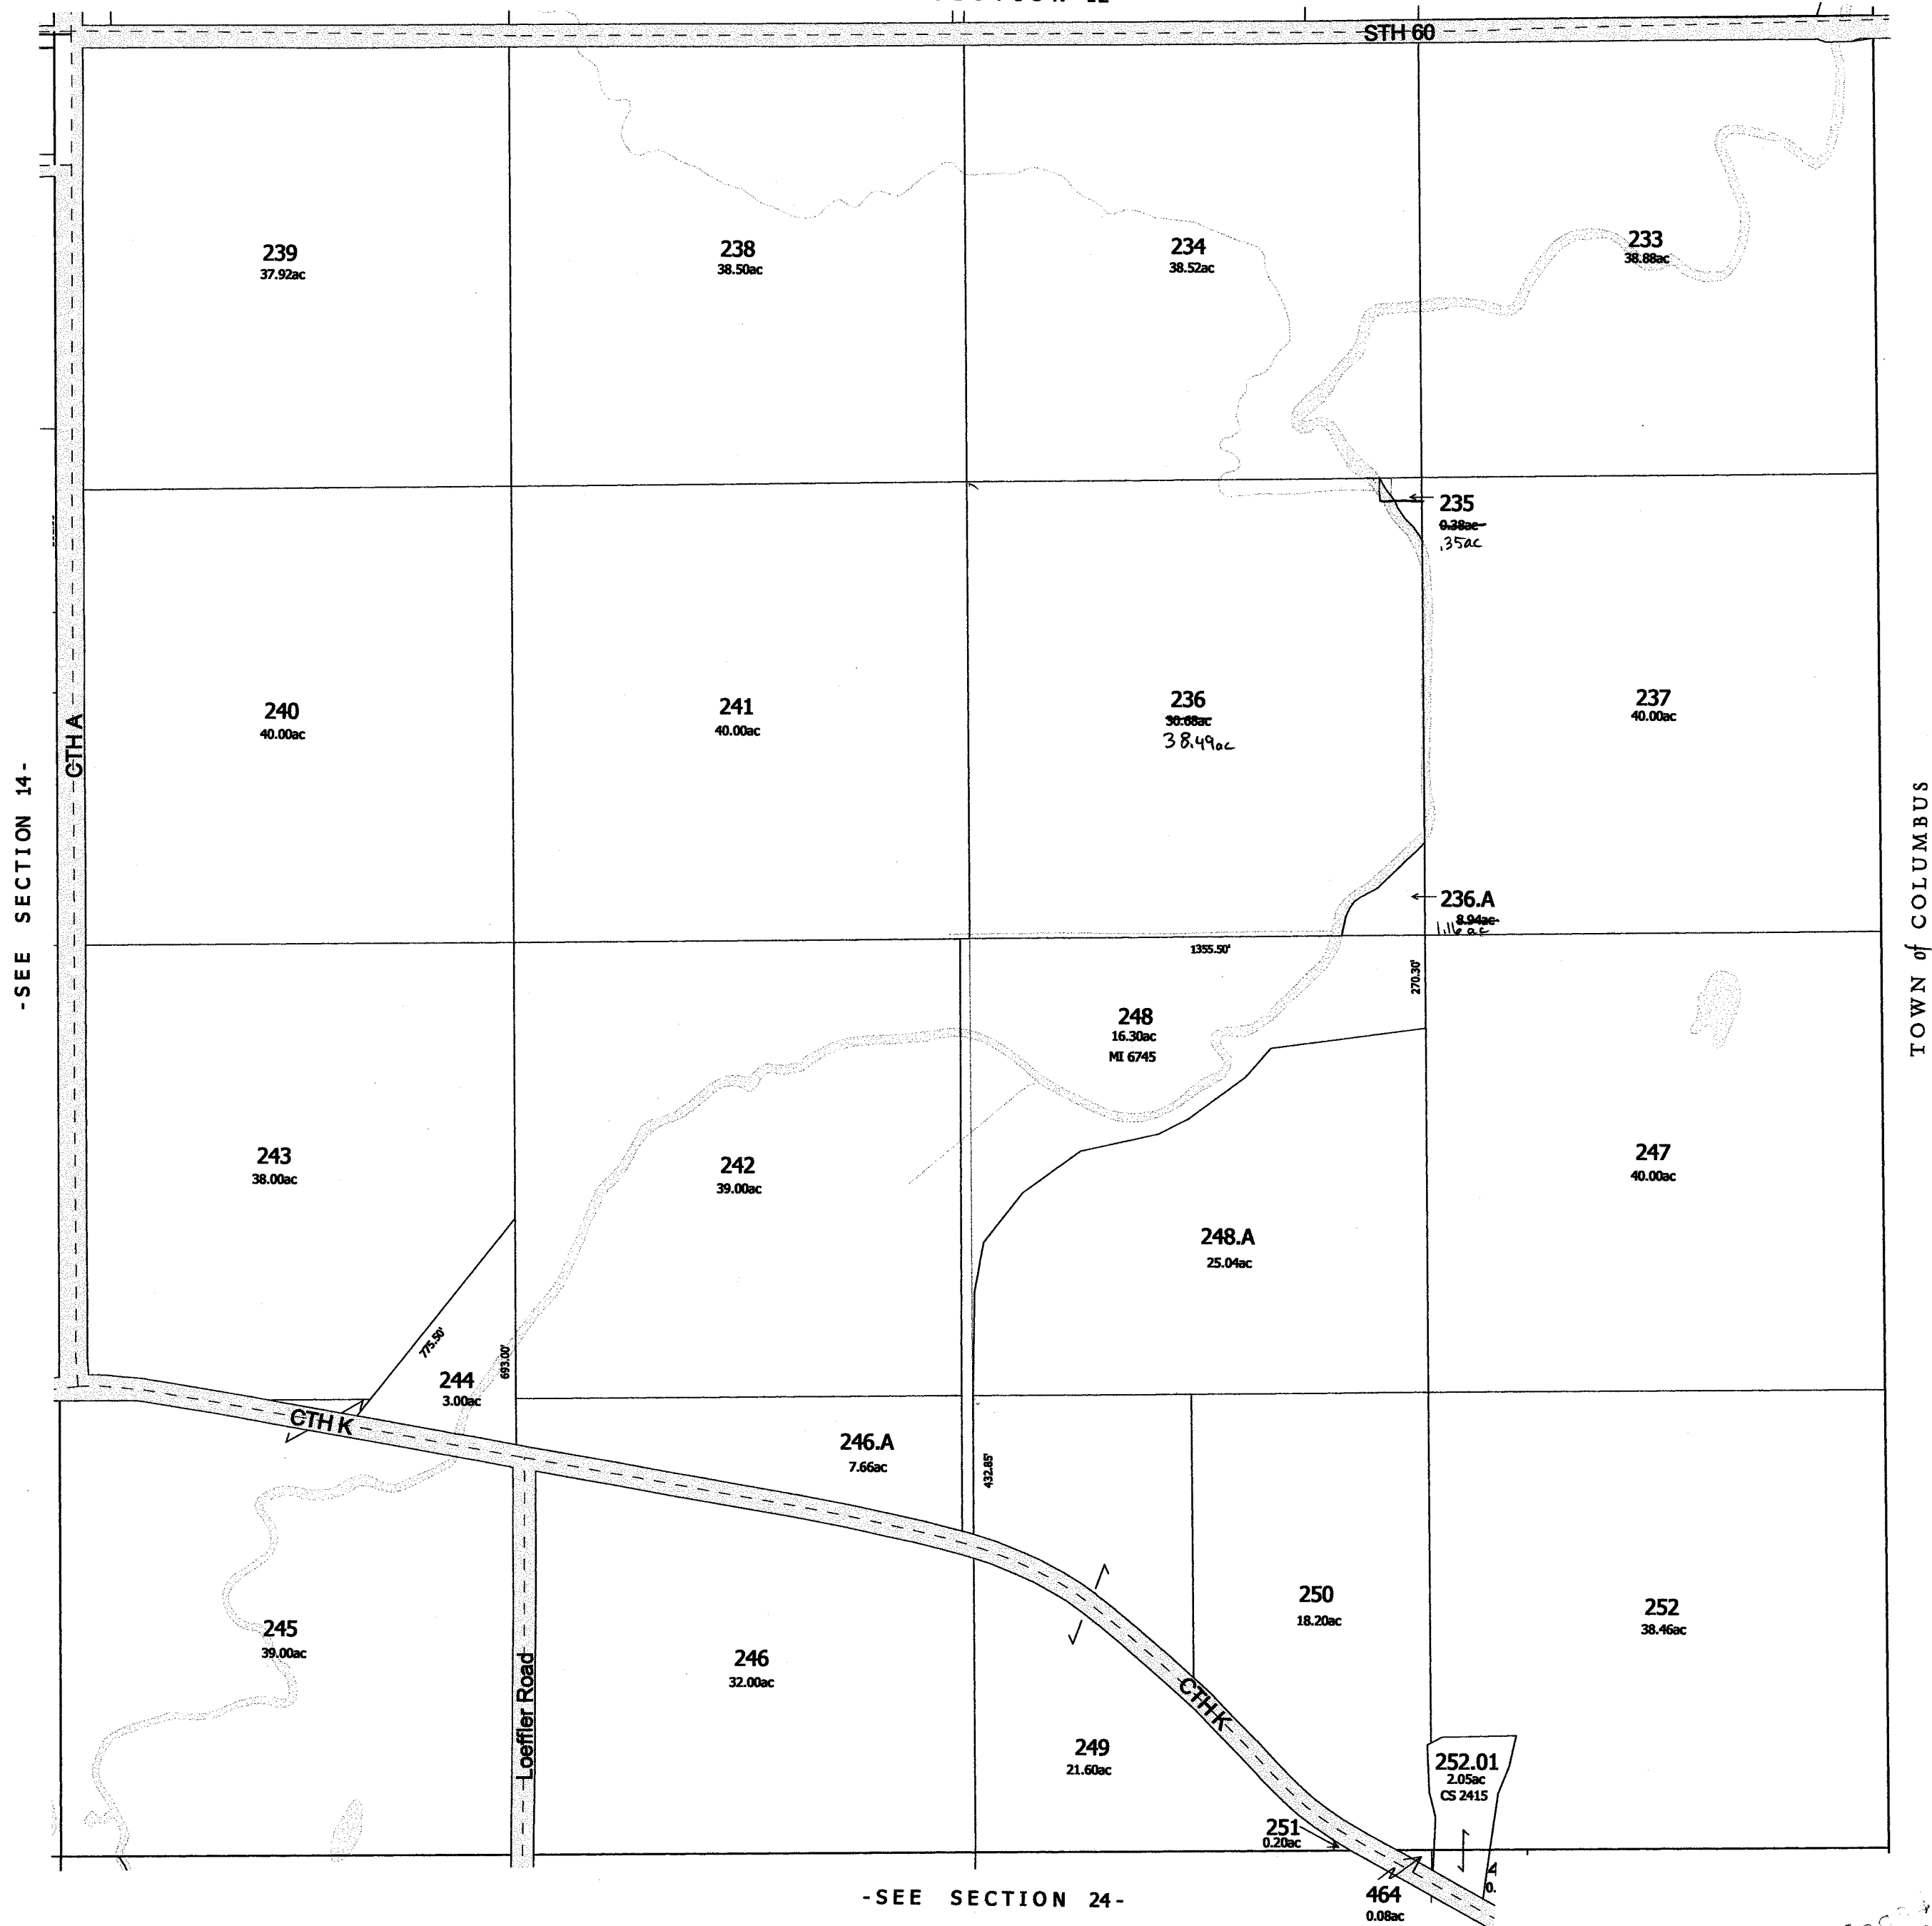 STH 60
239
37.92ac
238
38.50ac
234
38.52ac
233
38.88ac
235
0.38ac
.35ac
CTH A
240
40.00ac
241
40.00ac
236
30.68ac
38.49ac
237
40.00ac
-SEE SECTION 14-
TOWN of COLUMBUS
236.A
8.94ac
1.16 ac
1355.50'
270.30'
248
16.30ac
MI 6745
243
38.00ac
242
39.00ac
247
40.00ac
248.A
25.04ac
775.50'
693.00'
244
3.00ac
CTH K
246.A
7.66ac
432.85'
245
39.00ac
Loeffler Road
246
32.00ac
250
18.20ac
252
38.46ac
CTH K
249
21.60ac
252.01
2.05ac
CS 2415
251
0.20ac
464
0.08ac
0.
-SEE SECTION 24-